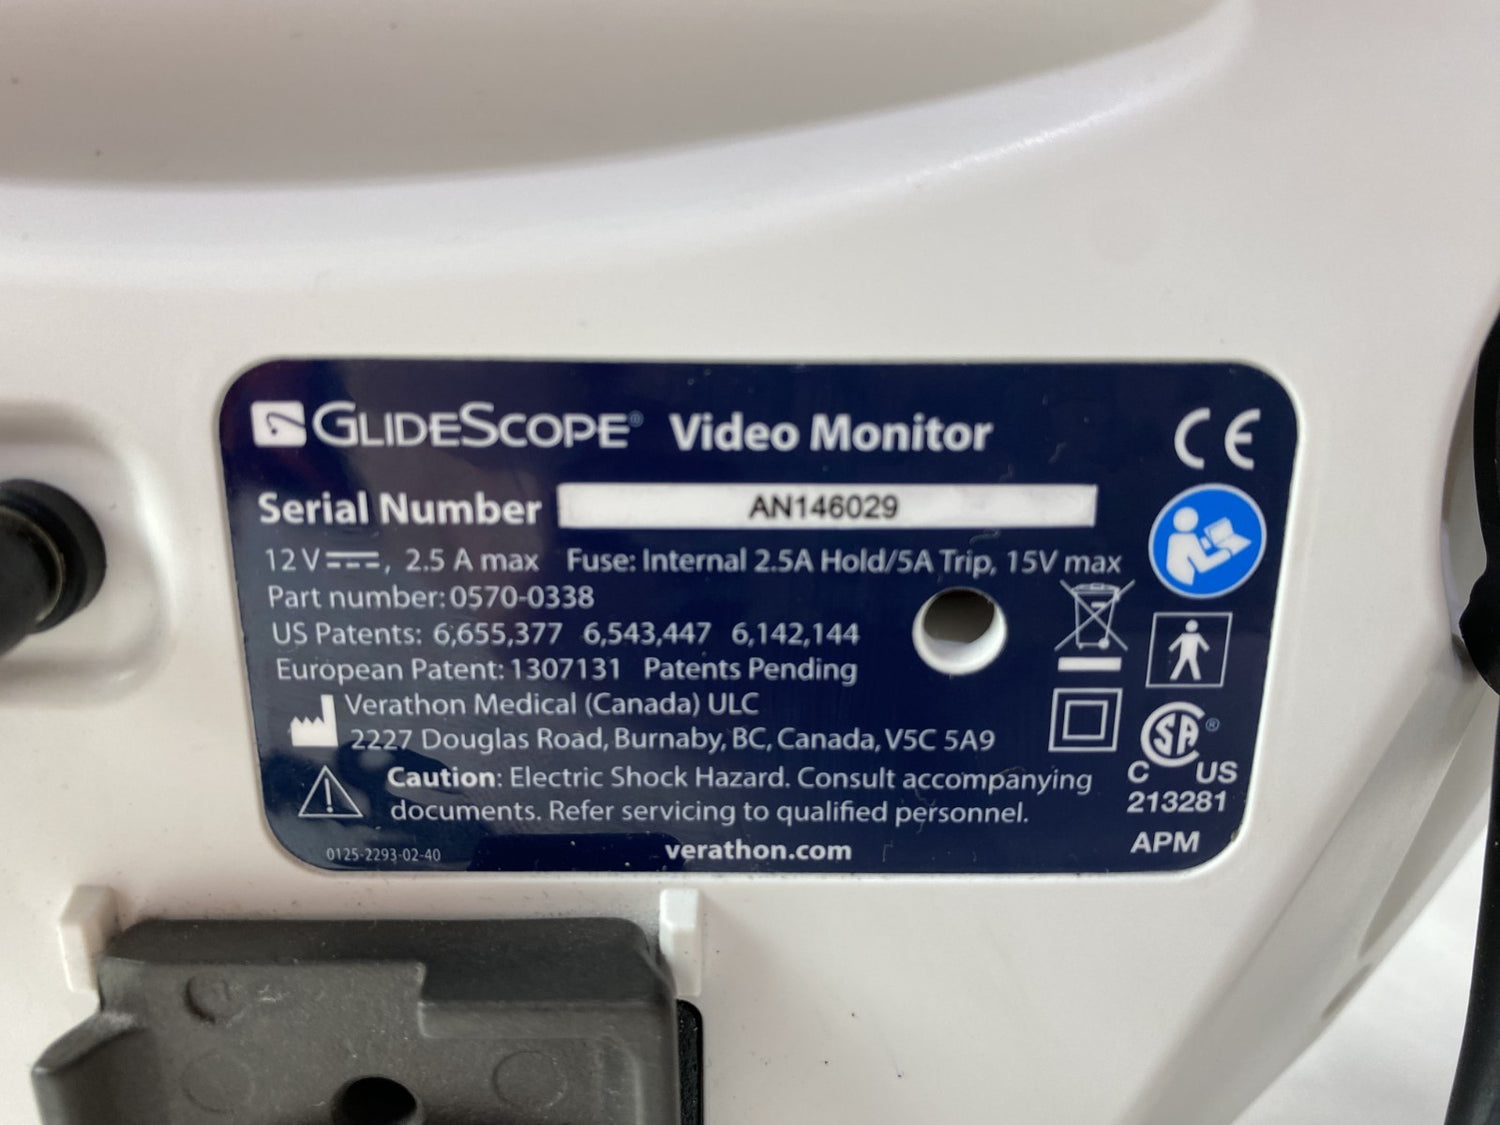 GLIDESCOPE® Video Monitor
CE
Serial Number AN146029
12 V⎓, 2.5 A max Fuse: Internal 2.5A Hold/5A Trip, 15V max
Part number: 0570-0338
US Patents: 6,655,377 6,543,447 6,142,144
European Patent: 1307131 Patents Pending
Verathon Medical (Canada) ULC
2227 Douglas Road, Burnaby, BC, Canada, V5C 5A9
Caution: Electric Shock Hazard. Consult accompanying
documents. Refer servicing to qualified personnel.
0125-2293-02-40
verathon.com
SA ®
C US
213281
APM